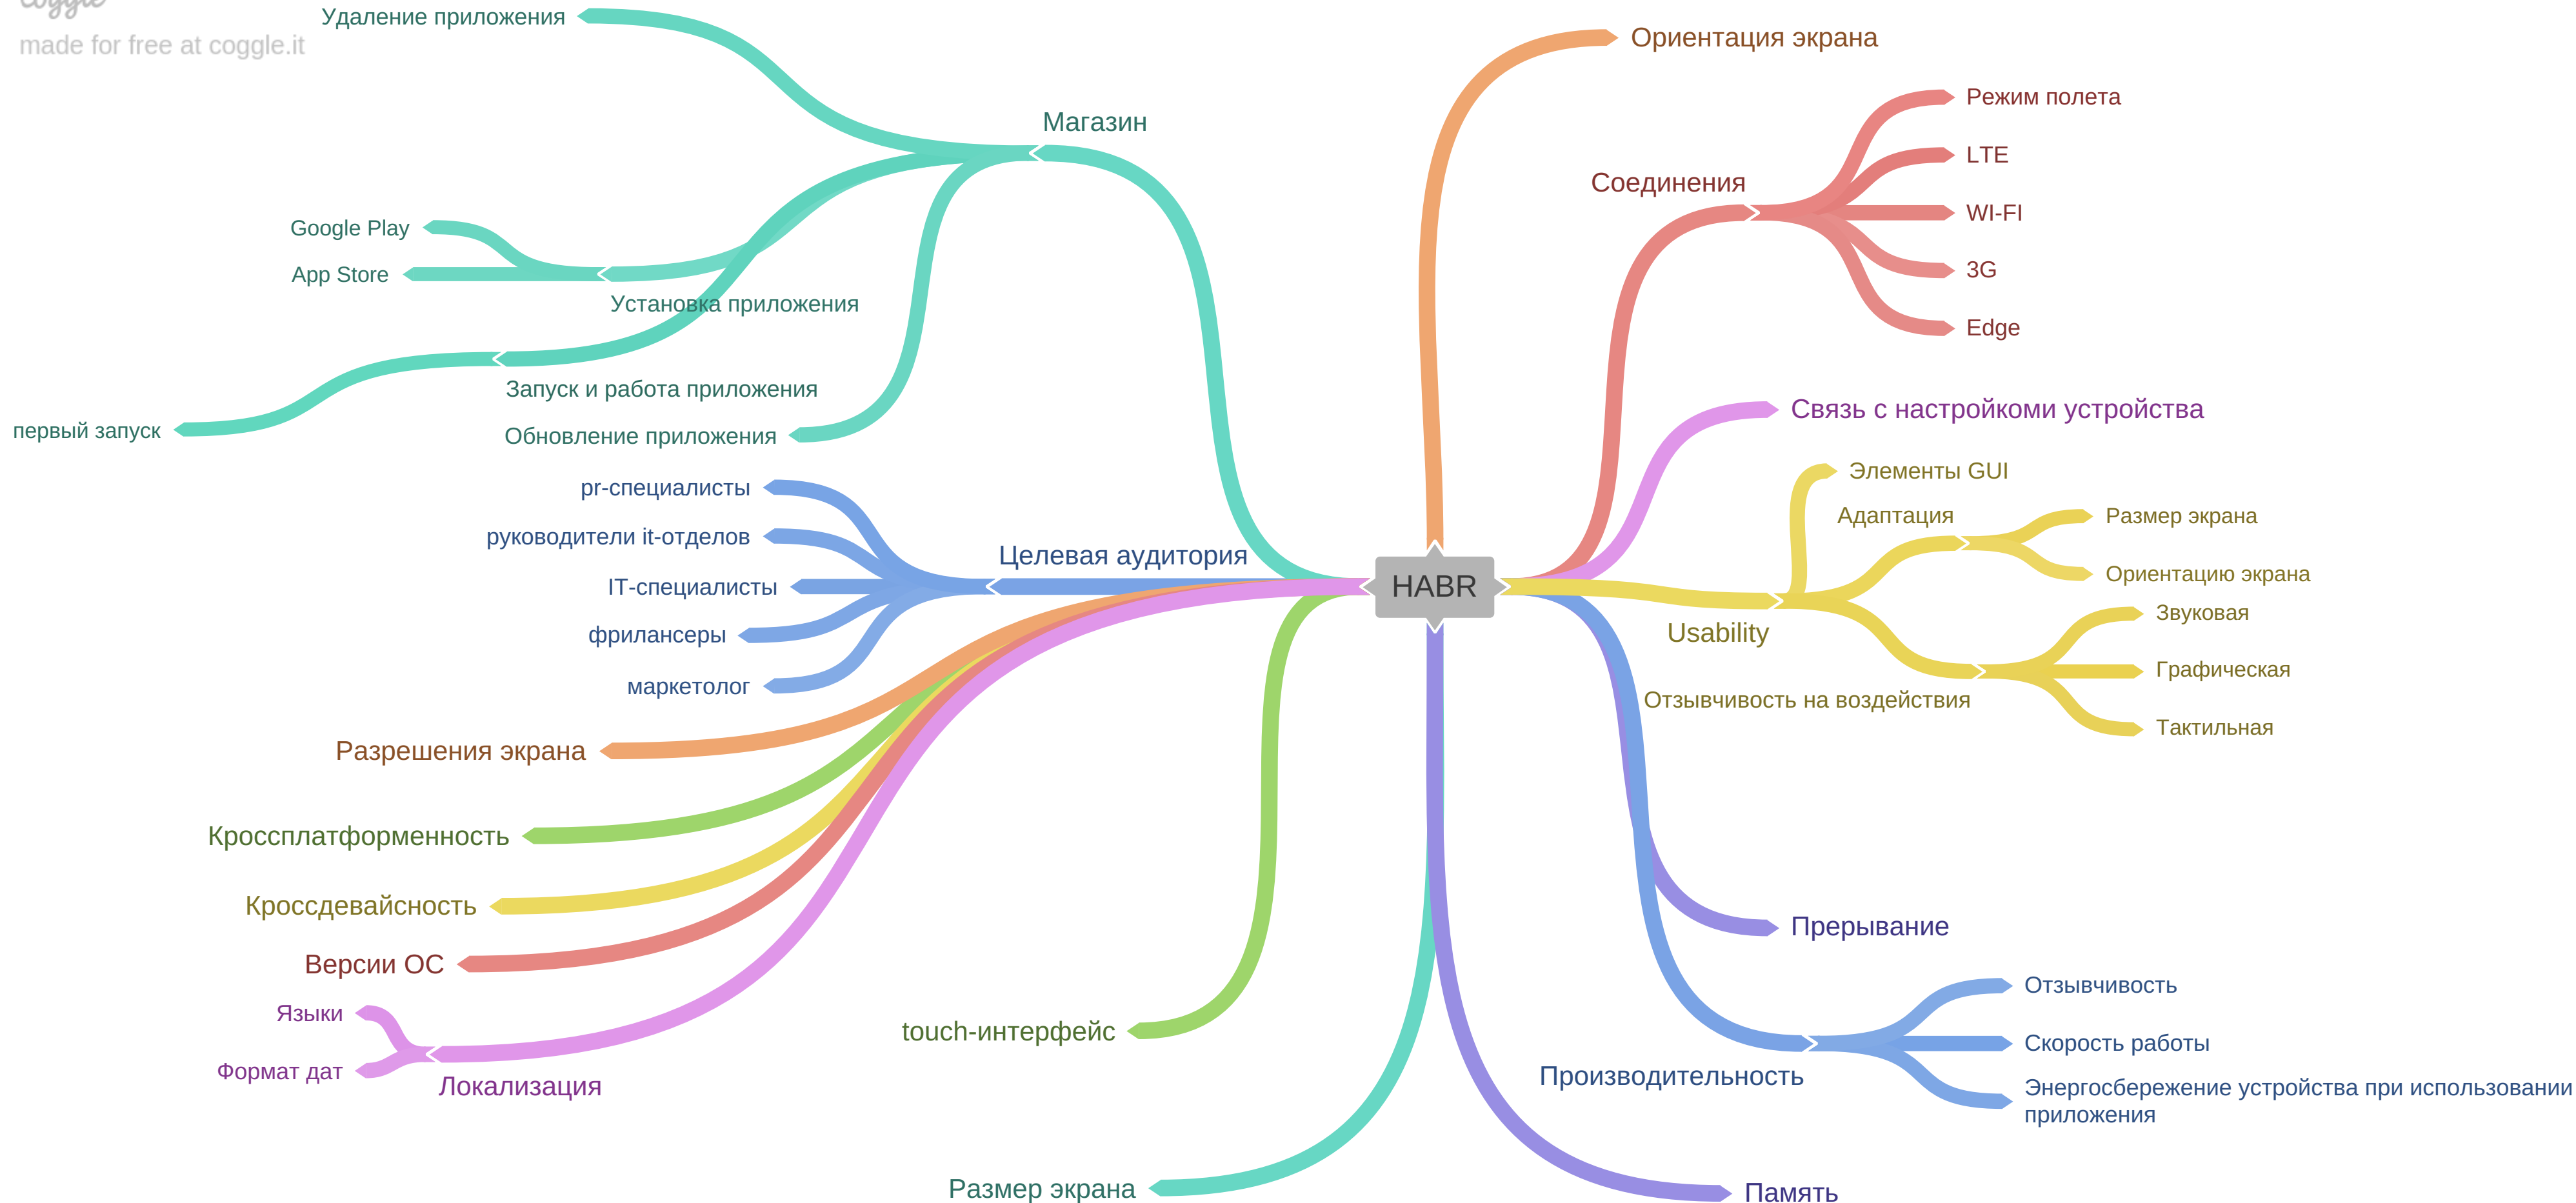 Coggle
made for free at coggle.it
Удаление приложения
Магазин
Google Play
App Store
Установка приложения
Запуск и работа приложения
первый запуск
Обновление приложения
pr-специалисты
руководители it-отделов
IT-специалисты
фрилансеры
маркетолог
Целевая аудитория
Разрешения экрана
Кроссплатформенность
Кроссдевайсность
Версии ОС
Языки
Формат дат
Локализация
touch-интерфейс
Размер экрана
HABR
Ориентация экрана
Соединения
Режим полета
LTE
WI-FI
3G
Edge
Связь с настройкоми устройства
Элементы GUI
Адаптация
Размер экрана
Ориентацию экрана
Usability
Отзывчивость на воздействия
Звуковая
Графическая
Тактильная
Прерывание
Производительность
Отзывчивость
Скорость работы
Энергосбережение устройства при использовании
приложения
Память